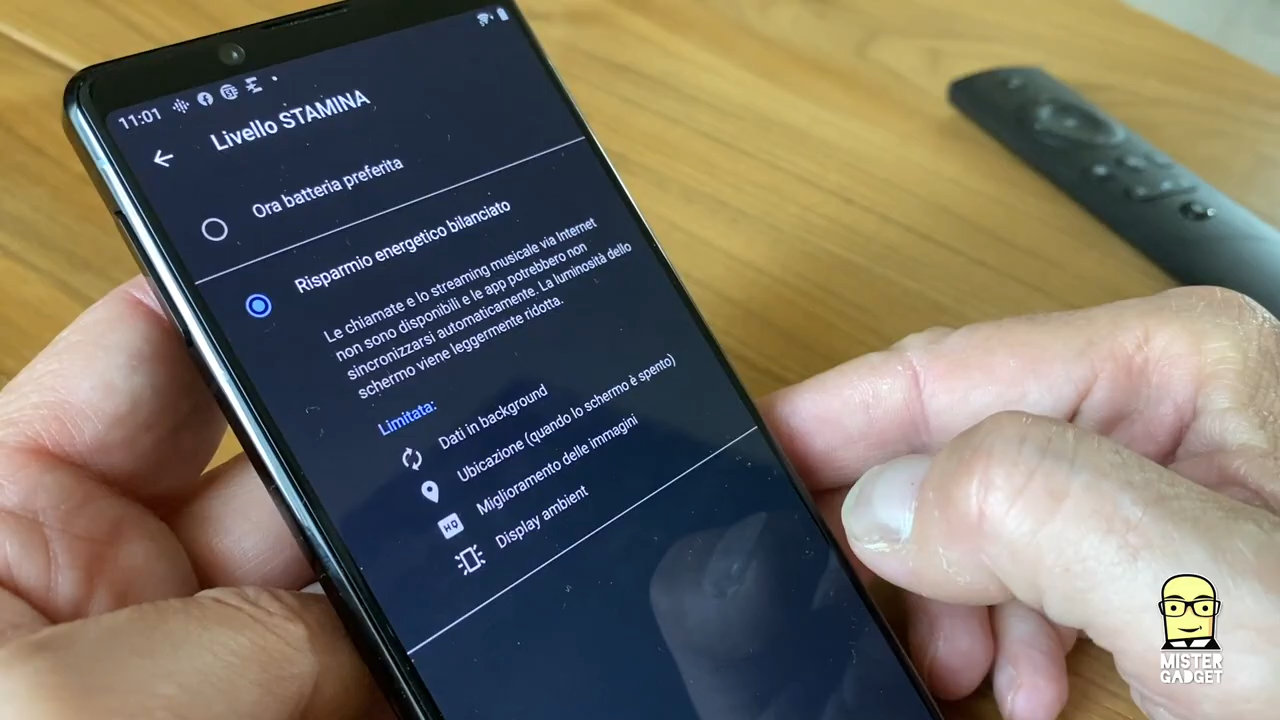 11:01
Livello STAMINA
Ora batteria preferita
Risparmio energetico bilanciato
Le chiamate e lo streaming musicale via Internet
non sono disponibili e le app potrebbero non
sincronizzarsi automaticamente. La luminosità dello
schermo viene leggermente ridotta.
Limitata:
Dati in background
Ubicazione (quando lo schermo è spento)
HD Miglioramento delle immagini
Display ambient
MISTER
GADGET